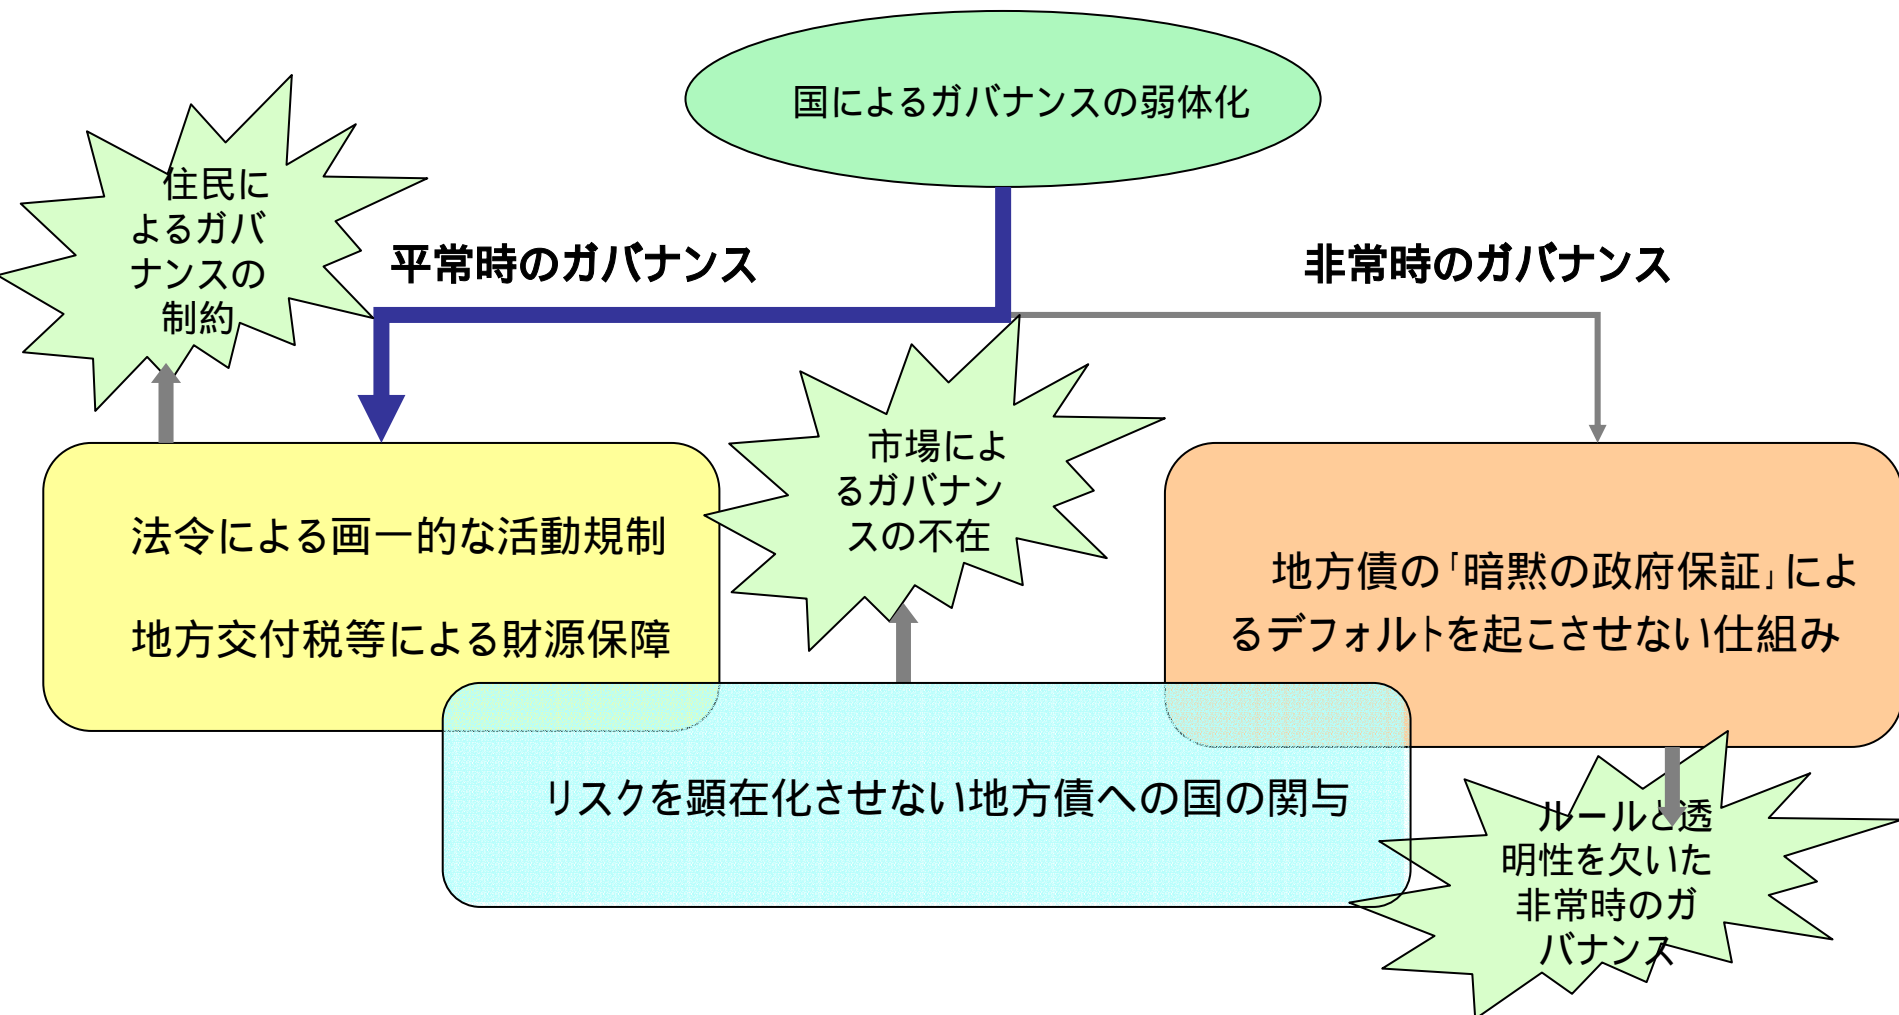 国によるガバナンスの弱体化
住民に
よるガバ
ナンスの
制約
平常時のガバナンス
非常時のガバナンス
市場によ
るガバナン
スの不在
法令による画一的な活動規制
地方交付税等による財源保障
地方債の「暗黙の政府保証」によ
るデフォルトを起こさせない仕組み
リスクを顕在化させない地方債への国の関与
ルールと透
明性を欠いた
非常時のガ
バナンス